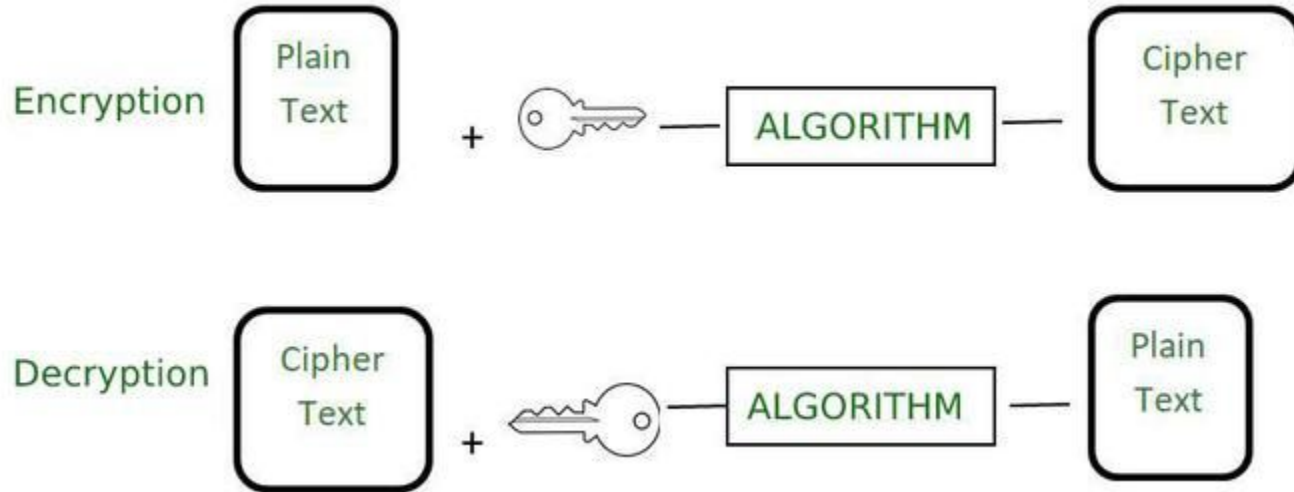 Encryption
Plain
Text
+
ALGORITHM
Cipher
Text
Decryption
Cipher
Text
+
ALGORITHM
Plain
Text